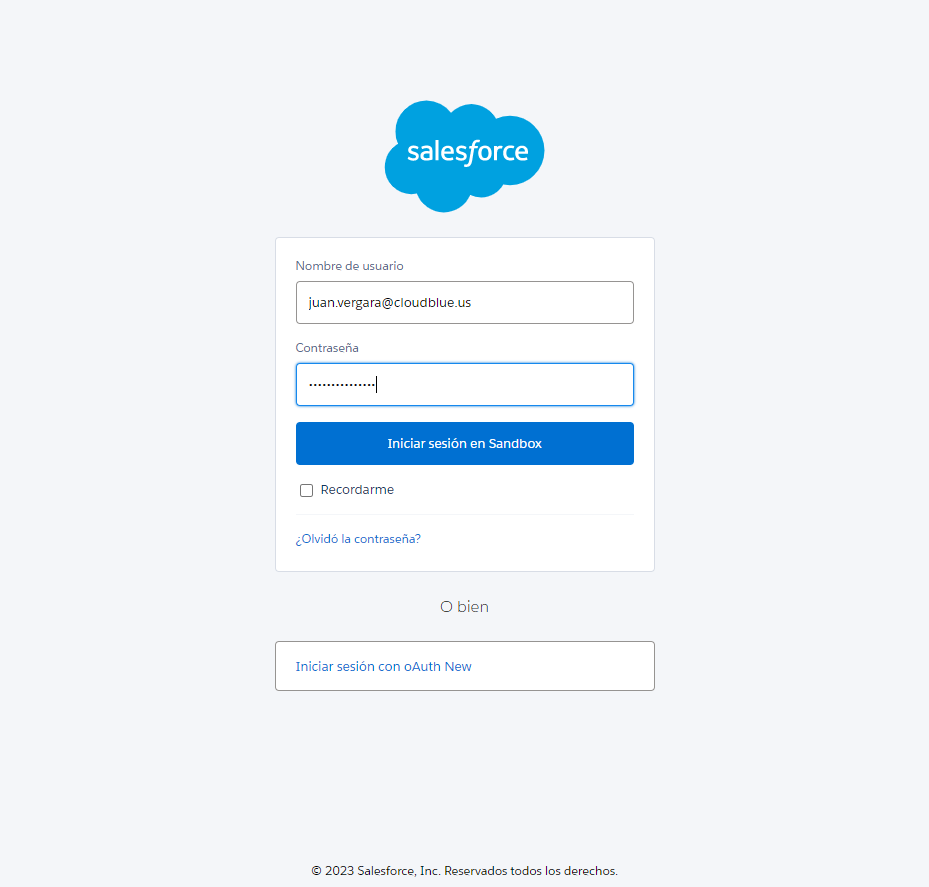 salesforce
Nombre de usuario
juan.vergara@cloudblue.us
Contraseña
•••••••••••••••
Iniciar sesión en Sandbox
Recordarme
¿Olvidó la contraseña?
O bien
Iniciar sesión con oAuth New
© 2023 Salesforce, Inc. Reservados todos los derechos.